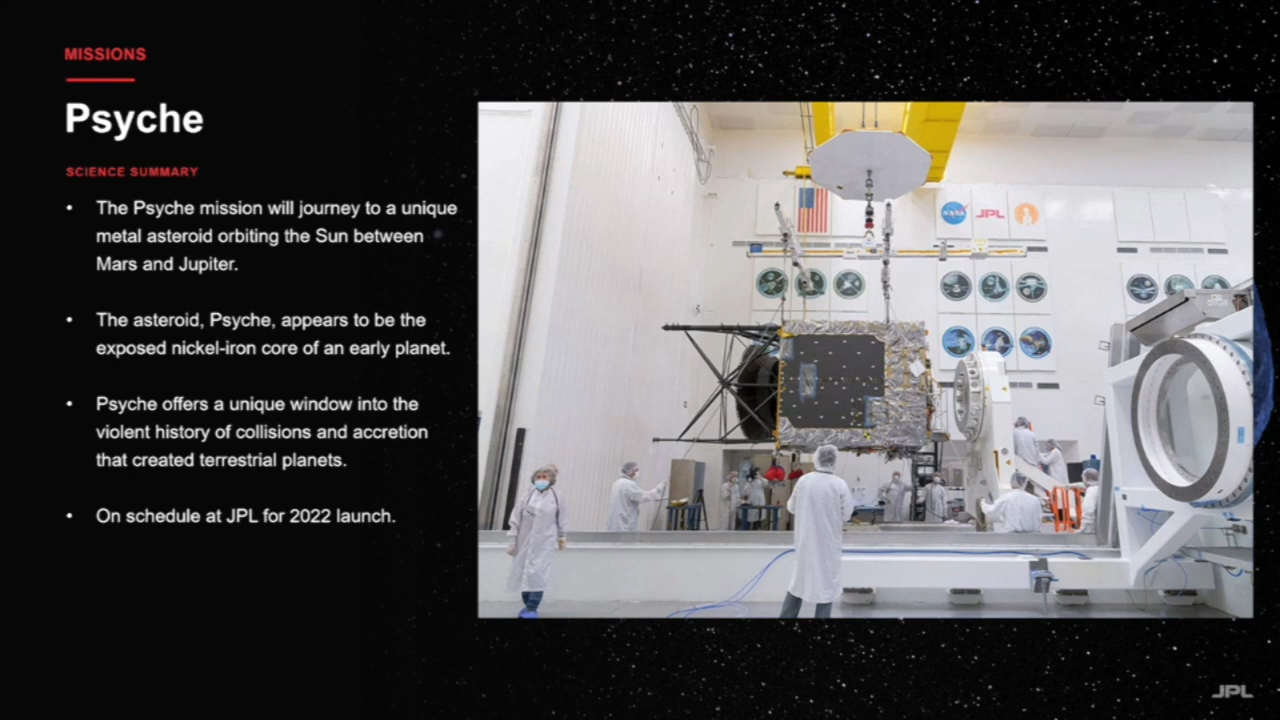 MISSIONS
Psyche
SCIENCE SUMMARY
• The Psyche mission will journey to a unique
metal asteroid orbiting the Sun between
Mars and Jupiter.
• The asteroid, Psyche, appears to be the
exposed nickel-iron core of an early planet.
• Psyche offers a unique window into the
violent history of collisions and accretion
that created terrestrial planets.
• On schedule at JPL for 2022 launch.
NASA
JPL
JPL